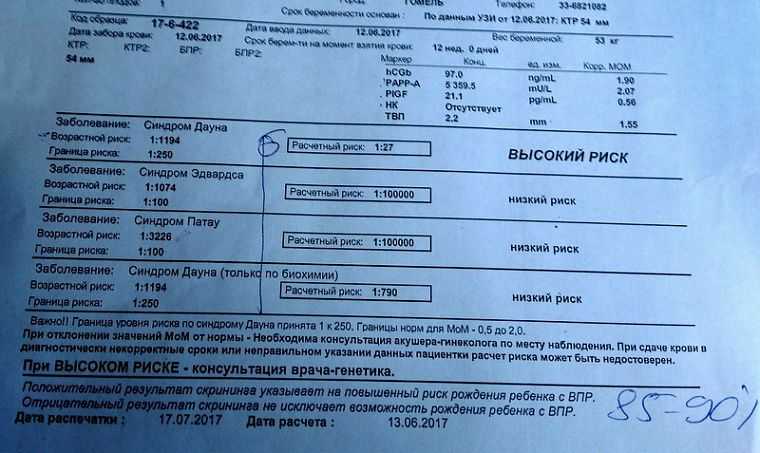 1 ГОМЕЛЬ Телефон: 33-6821082
Срок беременности основан : По данным УЗИ от 12.06.2017: КТР 54 мм
Код образца: 17-6-422 Дата ввода данных: 12.06.2017 Вес беременной: 53 кг
Дата забора крови: 12.06.2017 Срок берем-ти на момент взятия крови: 12 нед. 0 дней
КТР: КТР2: БПР: БПР2: Маркер Конц. ед. изм. Корр. МОМ
54 мм hCGb 97.0 ng/mL 1.90
PAPP-A 5 359.5 mU/L 2.07
PlGF 21.1 pg/mL 0.56
НК Отсутствует
ТВП 2.2 mm 1.55
Заболевание: Синдром Дауна
Возрастной риск: 1:1194 Расчетный риск: 1:27 ВЫСОКИЙ РИСК
Граница риска: 1:250
Заболевание: Синдром Эдвардса
Возрастной риск: 1:1074 Расчетный риск: 1:100000 низкий риск
Граница риска: 1:100
Заболевание: Синдром Патау
Возрастной риск: 1:3226 Расчетный риск: 1:100000 низкий риск
Граница риска: 1:100
Заболевание: Синдром Дауна (только по биохимии)
Возрастной риск: 1:1194 Расчетный риск: 1:790 низкий риск
Граница риска: 1:250
Важно!! Граница уровня риска по синдрому Дауна принята 1 к 250. Границы норм для МоМ - 0,5 до 2,0.
При отклонении значений МоМ от нормы - Необходима консультация акушера-гинеколога по месту наблюдения. При сдаче крови в
диагностически некорректные сроки или неправильном указании данных пациентки расчет риска может быть недостоверен.
При ВЫСОКОМ РИСКЕ - консультация врача-генетика.
Положительный результат скрининга указывает на повышенный риск рождения ребенка с ВПР.
Отрицательный результат скрининга не исключает возможность рождения ребенка с ВПР.
85-90%
Дата распечатки : 17.07.2017 Дата расчета : 13.06.2017